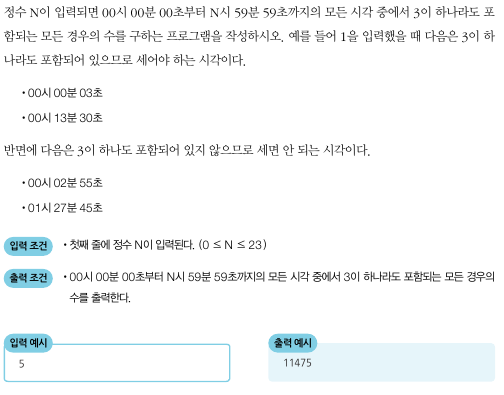 정수 N이 입력되면 00시 00분 00초부터 N시 59분 59초까지의 모든 시각 중에서 3이 하나라도 포
함되는 모든 경우의 수를 구하는 프로그램을 작성하시오. 예를 들어 1을 입력했을 때 다음은 3이 하
나라도 포함되어 있으므로 세어야 하는 시각이다.
• 00시 00분 03초
• 00시 13분 30초
반면에 다음은 3이 하나도 포함되어 있지 않으므로 세면 안 되는 시각이다.
• 00시 02분 55초
• 01시 27분 45초
입력 조건 • 첫째 줄에 정수 N이 입력된다. (0 ≤ N ≤ 23)
출력 조건 • 00시 00분 00초부터 N시 59분 59초까지의 모든 시각 중에서 3이 하나라도 포함되는 모든 경우의
수를 출력한다.
입력 예시
5
출력 예시
11475